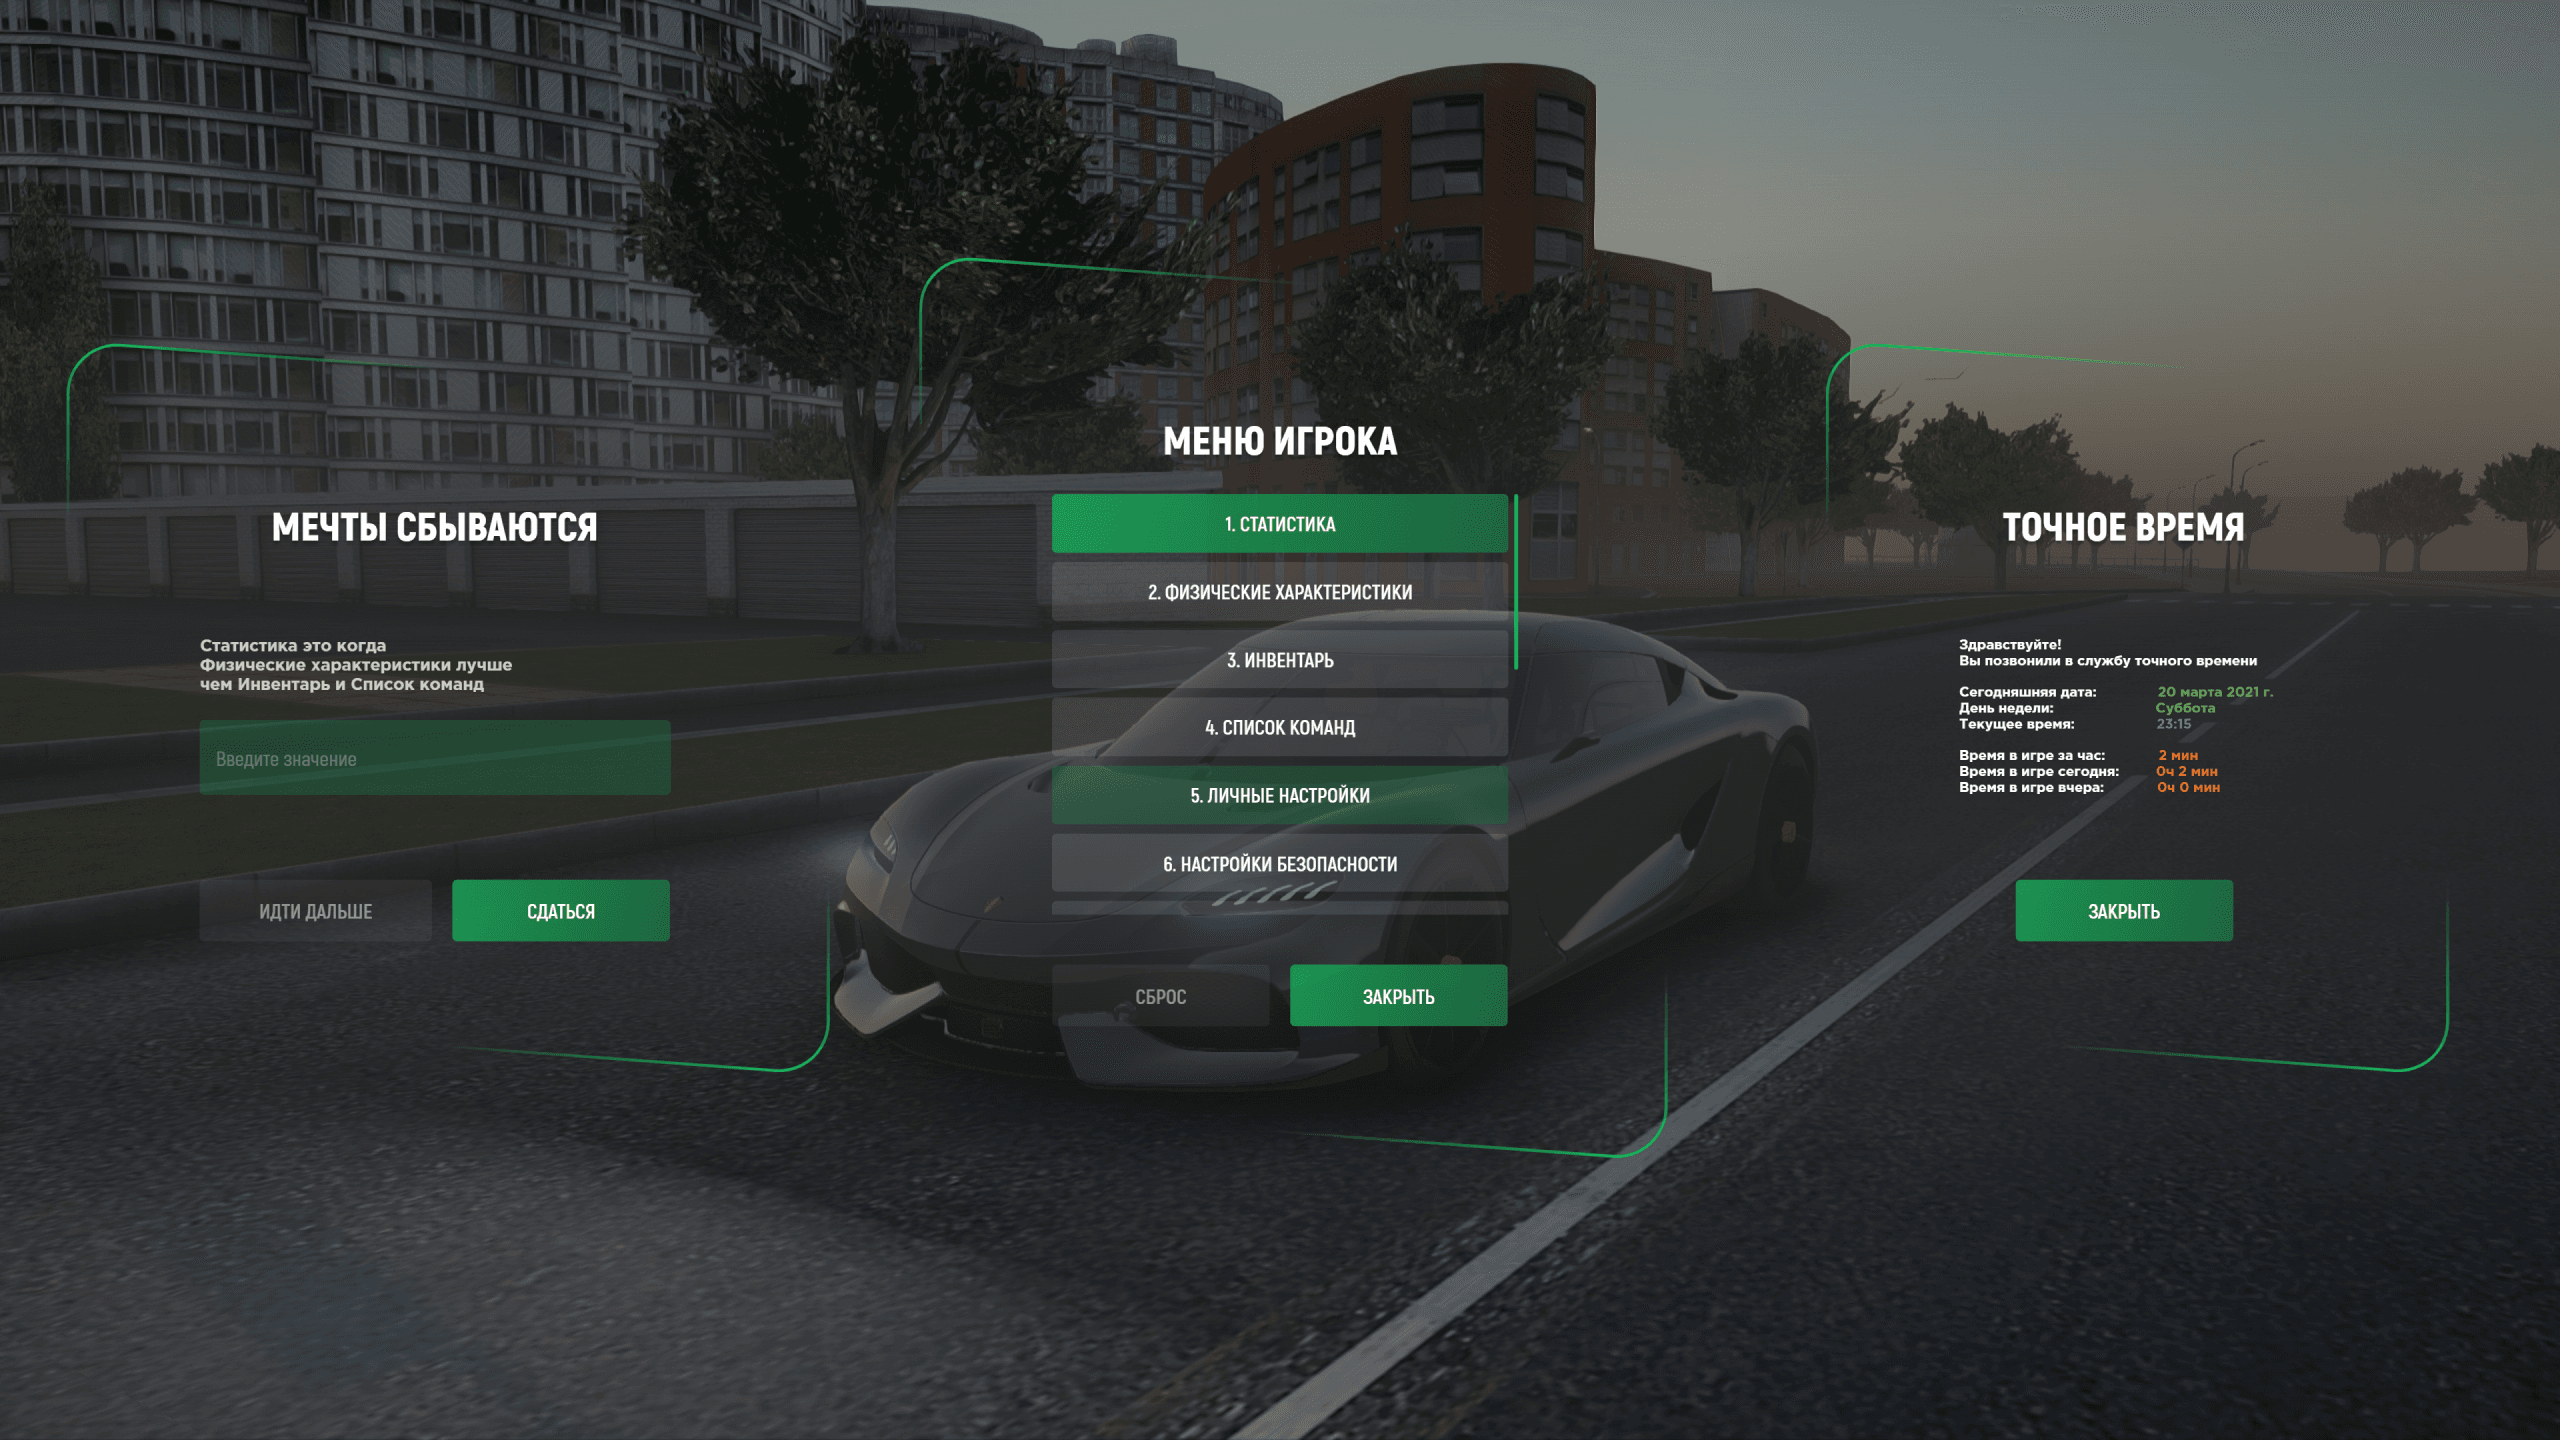 МЕЧТЫ СБЫВАЮТСЯ
Статистика это когда
Физические характеристики лучше
чем Инвентарь и Список команд
Введите значение
ИДТИ ДАЛЬШЕ
СДАТЬСЯ
МЕНЮ ИГРОКА
1. СТАТИСТИКА
2. ФИЗИЧЕСКИЕ ХАРАКТЕРИСТИКИ
3. ИНВЕНТАРЬ
4. СПИСОК КОМАНД
5. ЛИЧНЫЕ НАСТРОЙКИ
6. НАСТРОЙКИ БЕЗОПАСНОСТИ
СБРОС
ЗАКРЫТЬ
ТОЧНОЕ ВРЕМЯ
Здравствуйте!
Вы позвонили в службу точного времени
Сегодняшняя дата: 20 марта 2021 г.
День недели: Суббота
Текущее время: 23:15
Время в игре за час: 2 мин
Время в игре сегодня: 0ч 2 мин
Время в игре вчера: 0ч 0 мин
ЗАКРЫТЬ